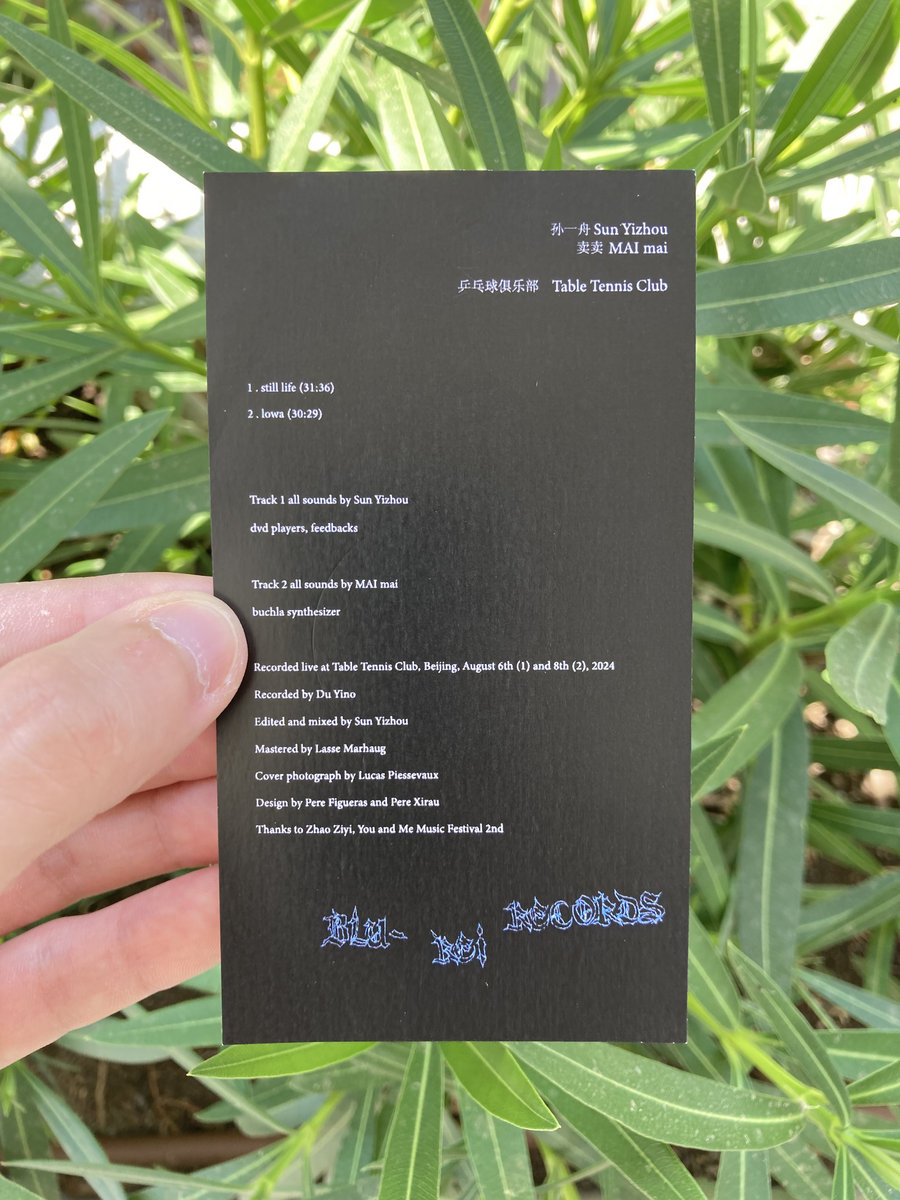 孙一舟 Sun Yizhou
卖卖 MAI mai
乒乓球俱乐部 Table Tennis Club
1 . still life (31:36)
2 . lowa (30:29)
Track 1 all sounds by Sun Yizhou
dvd players, feedbacks
Track 2 all sounds by MAI mai
buchla synthesizer
Recorded live at Table Tennis Club, Beijing, August 6th (1) and 8th (2), 2024
Recorded by Du Yino
Edited and mixed by Sun Yizhou
Mastered by Lasse Marhaug
Cover photograph by Lucas Piessevaux
Design by Pere Figueras and Pere Xirau
Thanks to Zhao Ziyi, You and Me Music Festival 2nd
Blu-Rei RECORDS